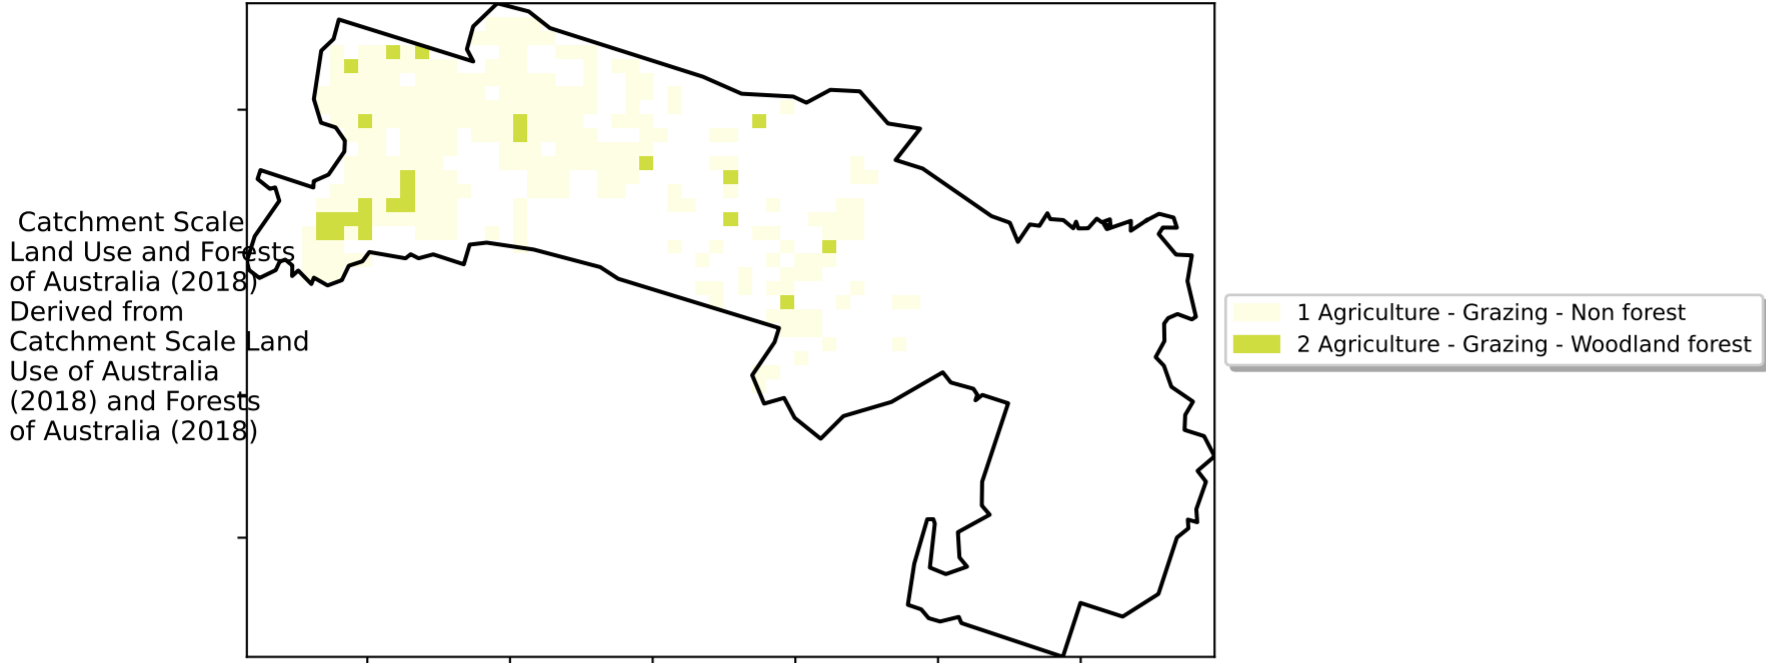 Catchment Scale
Land Use and Forests
of Australia (2018)
Derived from
Catchment Scale Land
Use of Australia
(2018) and Forests
of Australia (2018)
1 Agriculture - Grazing - Non forest
2 Agriculture - Grazing - Woodland forest